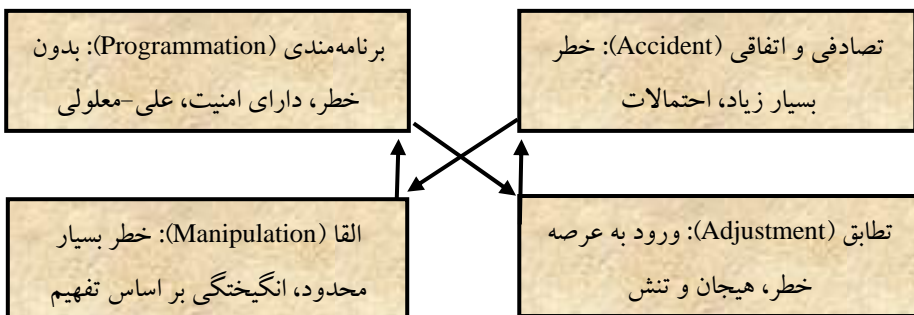 تصادفی و اتفاقی (Accident): خطر
بسیار زیاد، احتمالات
برنامه‌مندی (Programmation): بدون
خطر، دارای امنیت، علی-معلولی
تطابق (Adjustment): ورود به عرصه
خطر، هیجان و تنش
القا (Manipulation): خطر بسیار
محدود، انگیختگی بر اساس تفهیم